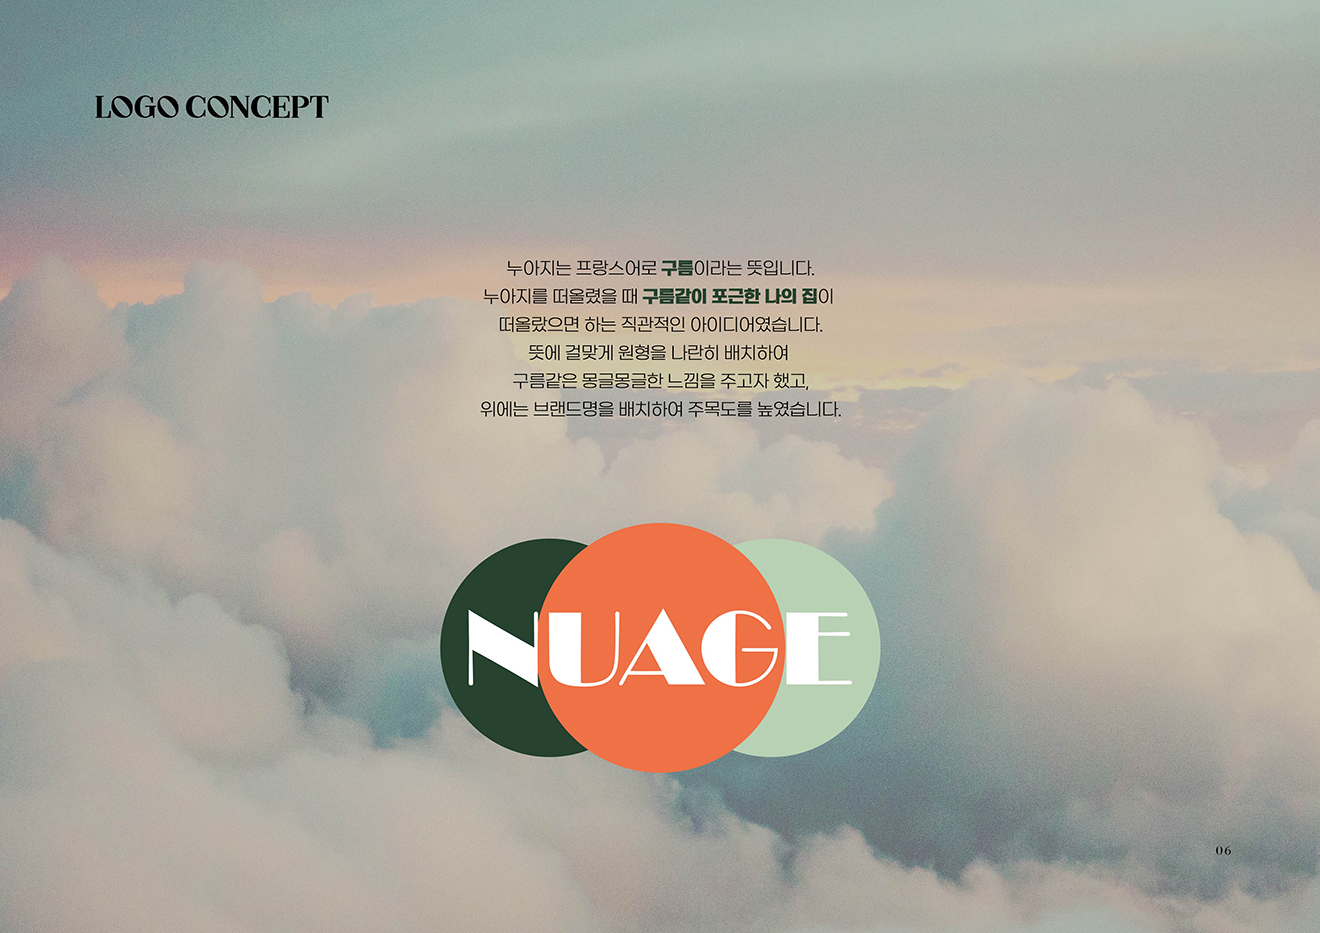 LOGO CONCEPT
누아지는 프랑스어로 구름이라는 뜻입니다.
누아지를 떠올렸을 때 구름같이 포근한 나의 집이
떠올랐으면 하는 직관적인 아이디어였습니다.
뜻에 걸맞게 원형을 나란히 배치하여
구름같은 몽글몽글한 느낌을 주고자 했고,
위에는 브랜드명을 배치하여 주목도를 높였습니다.
NUAGE
06